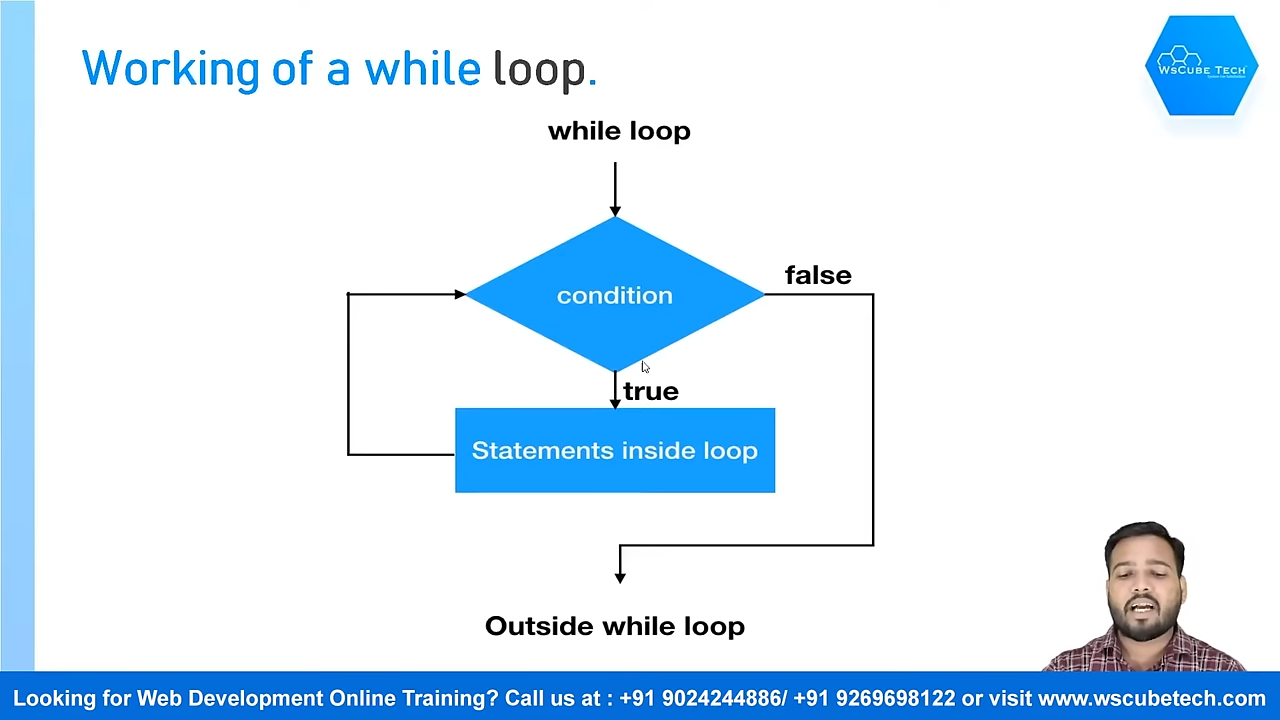 Working of a while loop.
WsCube Tech
while loop
condition
false
true
Statements inside loop
Outside while loop
Looking for Web Development Online Training? Call us at : +91 9024244886/ +91 9269698122 or visit www.wscubetech.com